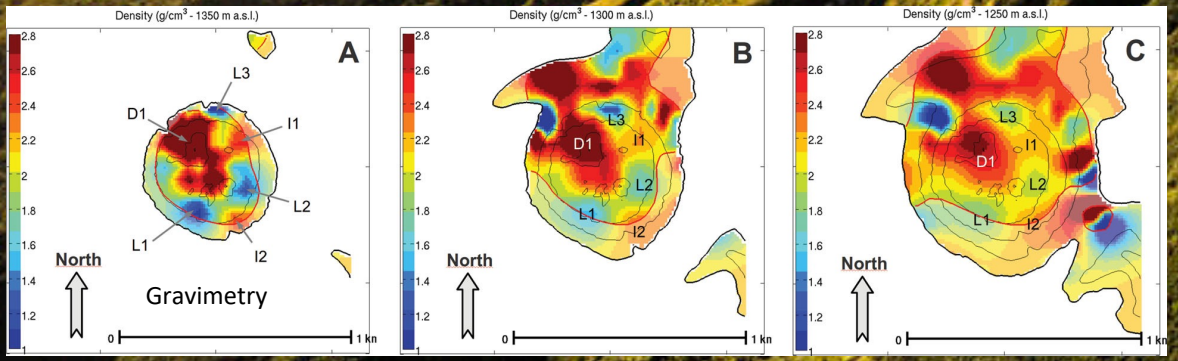 Density (g/cm³ - 1350 m a.s.l.)
2.8
2.6
2.4
2.2
2
1.8
1.6
1.4
1.2
1
A
L3
D1
I1
L2
L1
I2
North
Gravimetry
0
1 kn
Density (g/cm³ - 1300 m a.s.l.)
2.8
2.6
2.4
2.2
2
1.8
1.6
1.4
1.2
1
B
L3
D1
I1
L2
L1
I2
North
0
1 kn
Density (g/cm³ - 1250 m a.s.l.)
2.8
2.6
2.4
2.2
2
1.8
1.6
1.4
1.2
1
C
L3
I1
D1
L2
L1
I2
North
0
1 kn